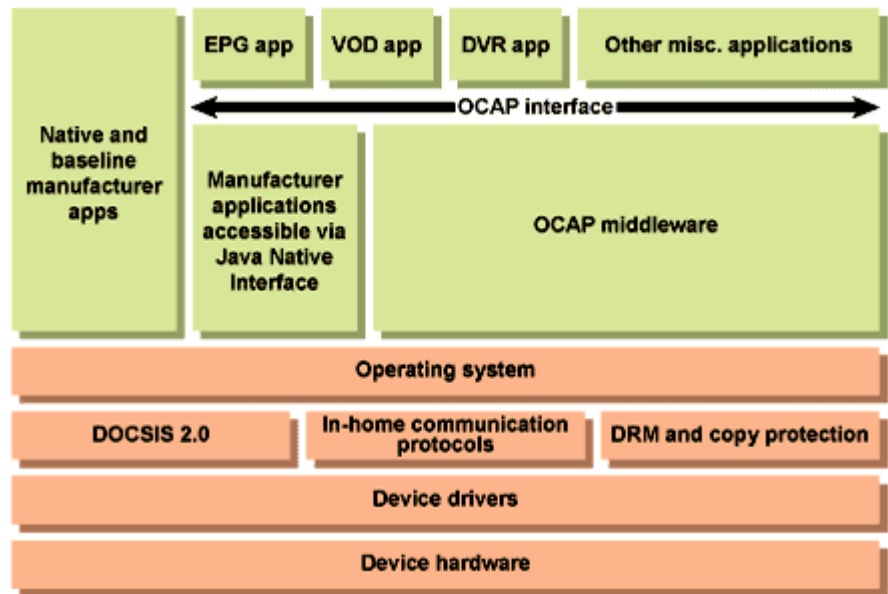 EPG app
VOD app
DVR app
Other misc. applications
OCAP interface
Native and
baseline
manufacturer
apps
Manufacturer
applications
accessible via
Java Native
Interface
OCAP middleware
Operating system
DOCSIS 2.0
In-home communication
protocols
DRM and copy protection
Device drivers
Device hardware